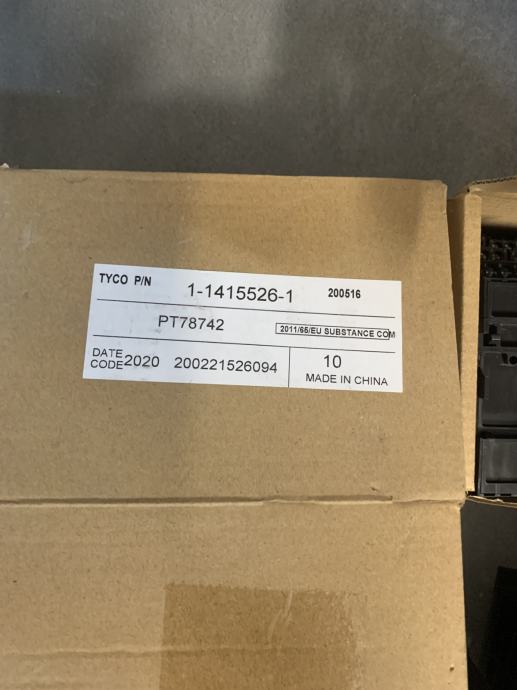 TYCO P/N 1-1415526-1 200516
PT78742 2011/65/EU SUBSTANCE COM
DATE CODE 2020 200221526094 10
MADE IN CHINA